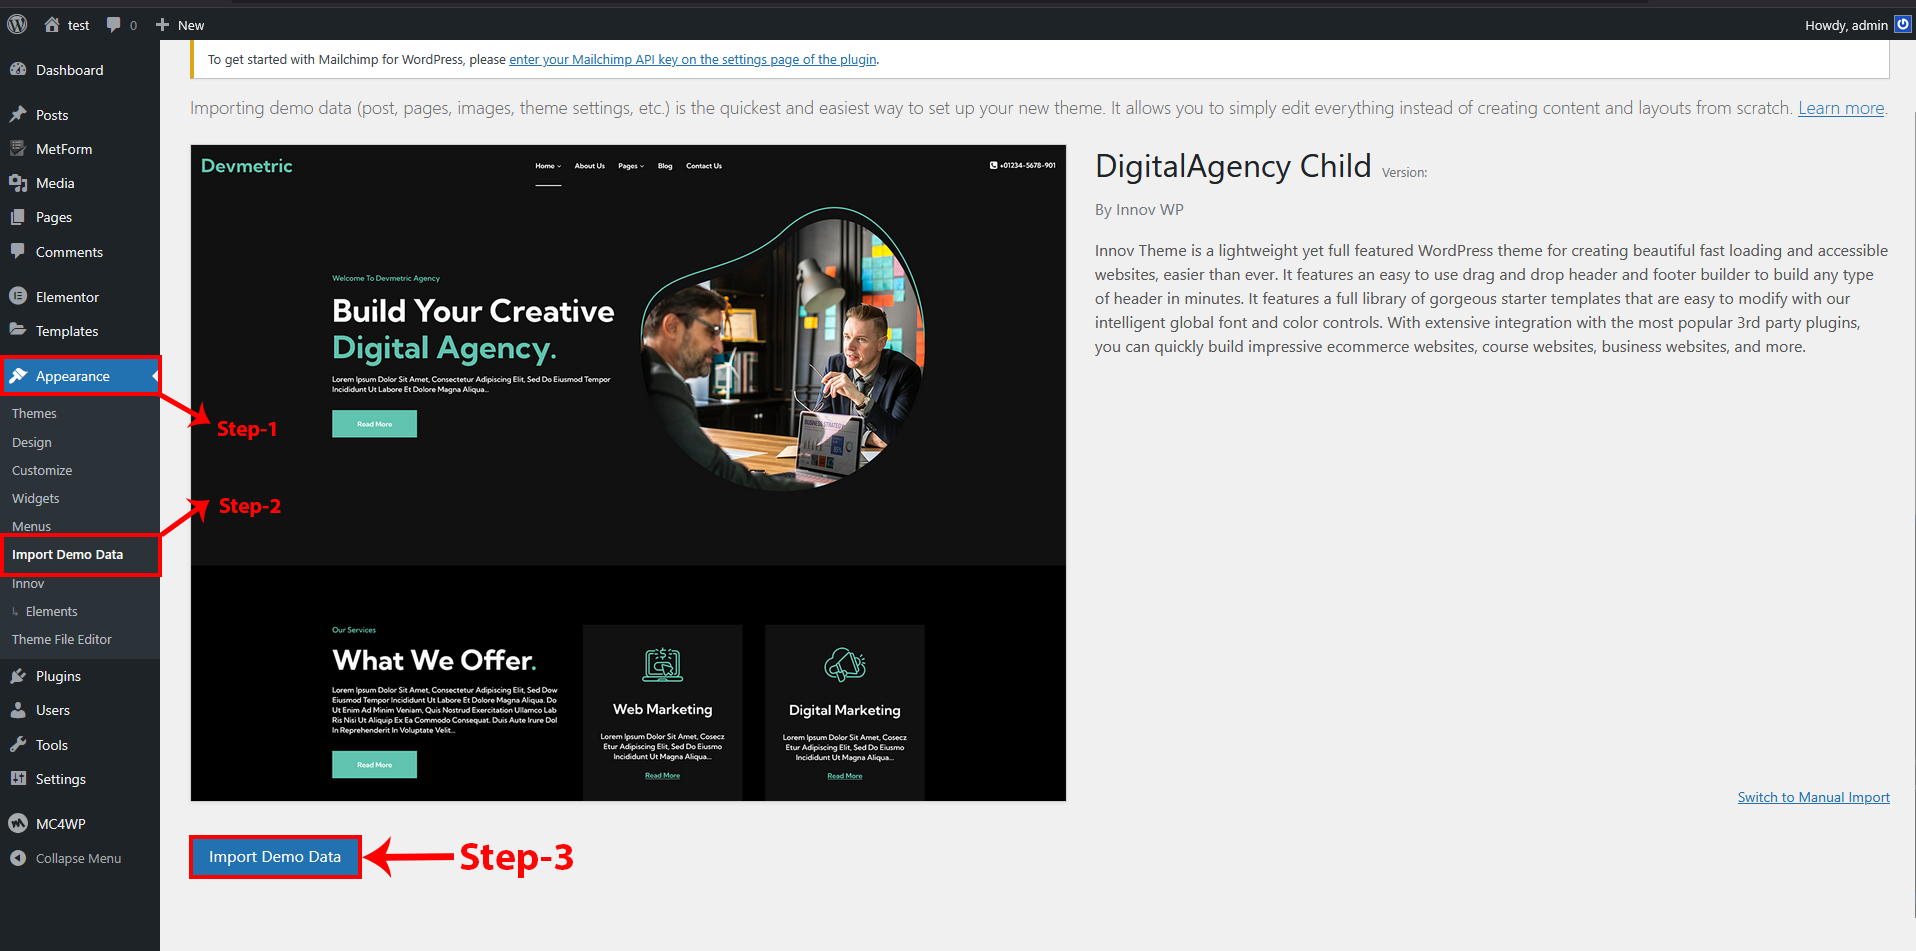 test
0
New
Howdy, admin
Dashboard
Posts
MetForm
Media
Pages
Comments
Elementor
Templates
Appearance
Themes
Design
Customize
Widgets
Menus
Import Demo Data
Innov
Elements
Theme File Editor
Plugins
Users
Tools
Settings
MC4WP
Collapse Menu
Step-1
Step-2
To get started with Mailchimp for WordPress, please enter your Mailchimp API key on the settings page of the plugin.
Importing demo data (post, pages, images, theme settings, etc.) is the quickest and easiest way to set up your new theme. It allows you to simply edit everything instead of creating content and layouts from scratch. Learn more.
Devmetric
Home
About Us
Pages
Blog
Contact Us
+01234-5678-901
Welcome To Devmetric Agency
Build Your Creative
Digital Agency.
Lorem Ipsum Dolor Sit Amet, Consectetur Adipiscing Elit, Sed Do Eiusmod Tempor
Incididunt Ut Labore Et Dolore Magna Aliqua...
Read More
BUSINESS STRATEGY
Our Services
What We Offer.
Lorem Ipsum Dolor Sit Amet, Consectetur Adipiscing Elit, Sed Dow
Eiusmod Tempor Incididunt Ut Labore Et Dolore Magna Aliqua. Do
Ut Enim Ad Minim Veniam, Quis Nostrud Exercitation Ullamco Lab
Ris Nisi Ut Aliquip Ex Ea Commodo Consequat. Duis Aute Irure Dol
In Reprehenderit In Voluptate Velit...
Read More
Web Marketing
Lorem Ipsum Dolor Sit Amet, Cosecz
Etur Adipiscing Elit, Sed Do Eiusmo
Incididunt Ut Magna Aliqua...
Read More
Digital Marketing
Lorem Ipsum Dolor Sit Amet, Cosecz
Etur Adipiscing Elit, Sed Do Eiusmo
Incididunt Ut Magna Aliqua...
Read More
DigitalAgency Child Version:
By Innov WP
Innov Theme is a lightweight yet full featured WordPress theme for creating beautiful fast loading and accessible
websites, easier than ever. It features an easy to use drag and drop header and footer builder to build any type
of header in minutes. It features a full library of gorgeous starter templates that are easy to modify with our
intelligent global font and color controls. With extensive integration with the most popular 3rd party plugins,
you can quickly build impressive ecommerce websites, course websites, business websites, and more.
Switch to Manual Import
Import Demo Data
Step-3